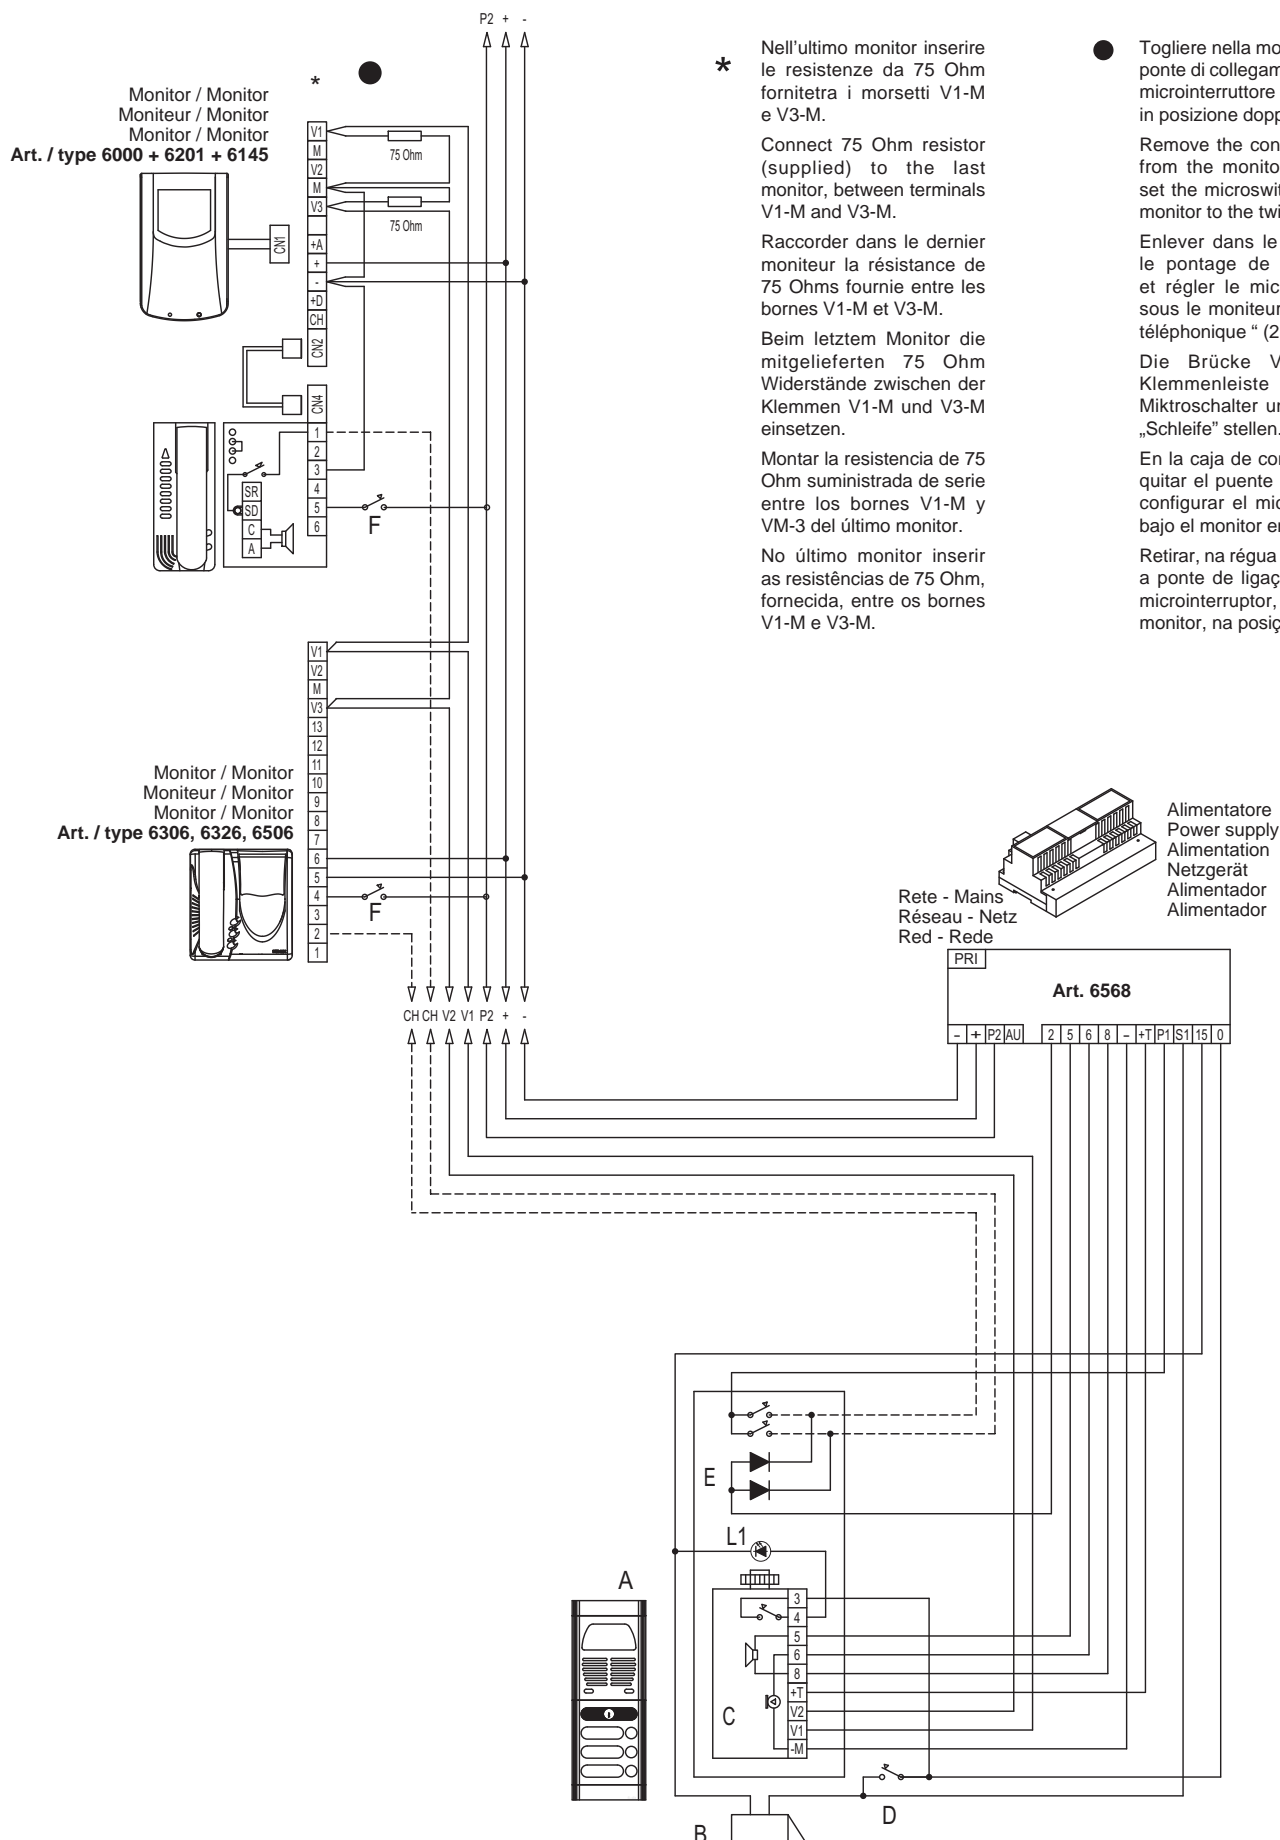 P2 + -
*
Monitor / Monitor
Moniteur / Monitor
Monitor / Monitor
Art. / type 6000 + 6201 + 6145
V1
M
V2
M
V3
+A
+
-
+D
CH
CN2
CN1
75 Ohm
75 Ohm
CN4
1
2
3
4
5
6
SR
SD
C
A
F
*
Nell’ultimo monitor inserire
le resistenze da 75 Ohm
fornitetra i morsetti V1-M
e V3-M.
Connect 75 Ohm resistor
(supplied) to the last
monitor, between terminals
V1-M and V3-M.
Raccorder dans le dernier
moniteur la résistance de
75 Ohms fournie entre les
bornes V1-M et V3-M.
Beim letztem Monitor die
mitgelieferten 75 Ohm
Widerstände zwischen der
Klemmen V1-M und V3-M
einsetzen.
Montar la resistencia de 75
Ohm suministrada de serie
entre los bornes V1-M y
VM-3 del último monitor.
No último monitor inserir
as resistências de 75 Ohm,
fornecida, entre os bornes
V1-M e V3-M.
Togliere nella mo
ponte di collegam
microinterruttore
in posizione dopp
Remove the con
from the monito
set the microswit
monitor to the twi
Enlever dans le
le pontage de
et régler le mic
sous le moniteur
téléphonique “ (2
Die Brücke V
Klemmenleiste
Miktroschalter un
„Schleife” stellen.
En la caja de co
quitar el puente
configurar el mic
bajo el monitor e
Retirar, na régua
a ponte de ligaç
microinterruptor,
monitor, na posiç
V1
V2
M
V3
13
12
11
10
9
8
7
6
5
4
3
2
1
Monitor / Monitor
Moniteur / Monitor
Monitor / Monitor
Art. / type 6306, 6326, 6506
F
CH CH V2 V1 P2 + -
Alimentatore
Power supply
Alimentation
Netzgerät
Alimentador
Alimentador
Rete - Mains
Réseau - Netz
Red - Rede
PRI
Art. 6568
- + P2 AU 2 5 6 8 - +T P1 S1 15 0
E
L1
A
3
4
5
6
8
+T
V2
V1
-M
C
D
B